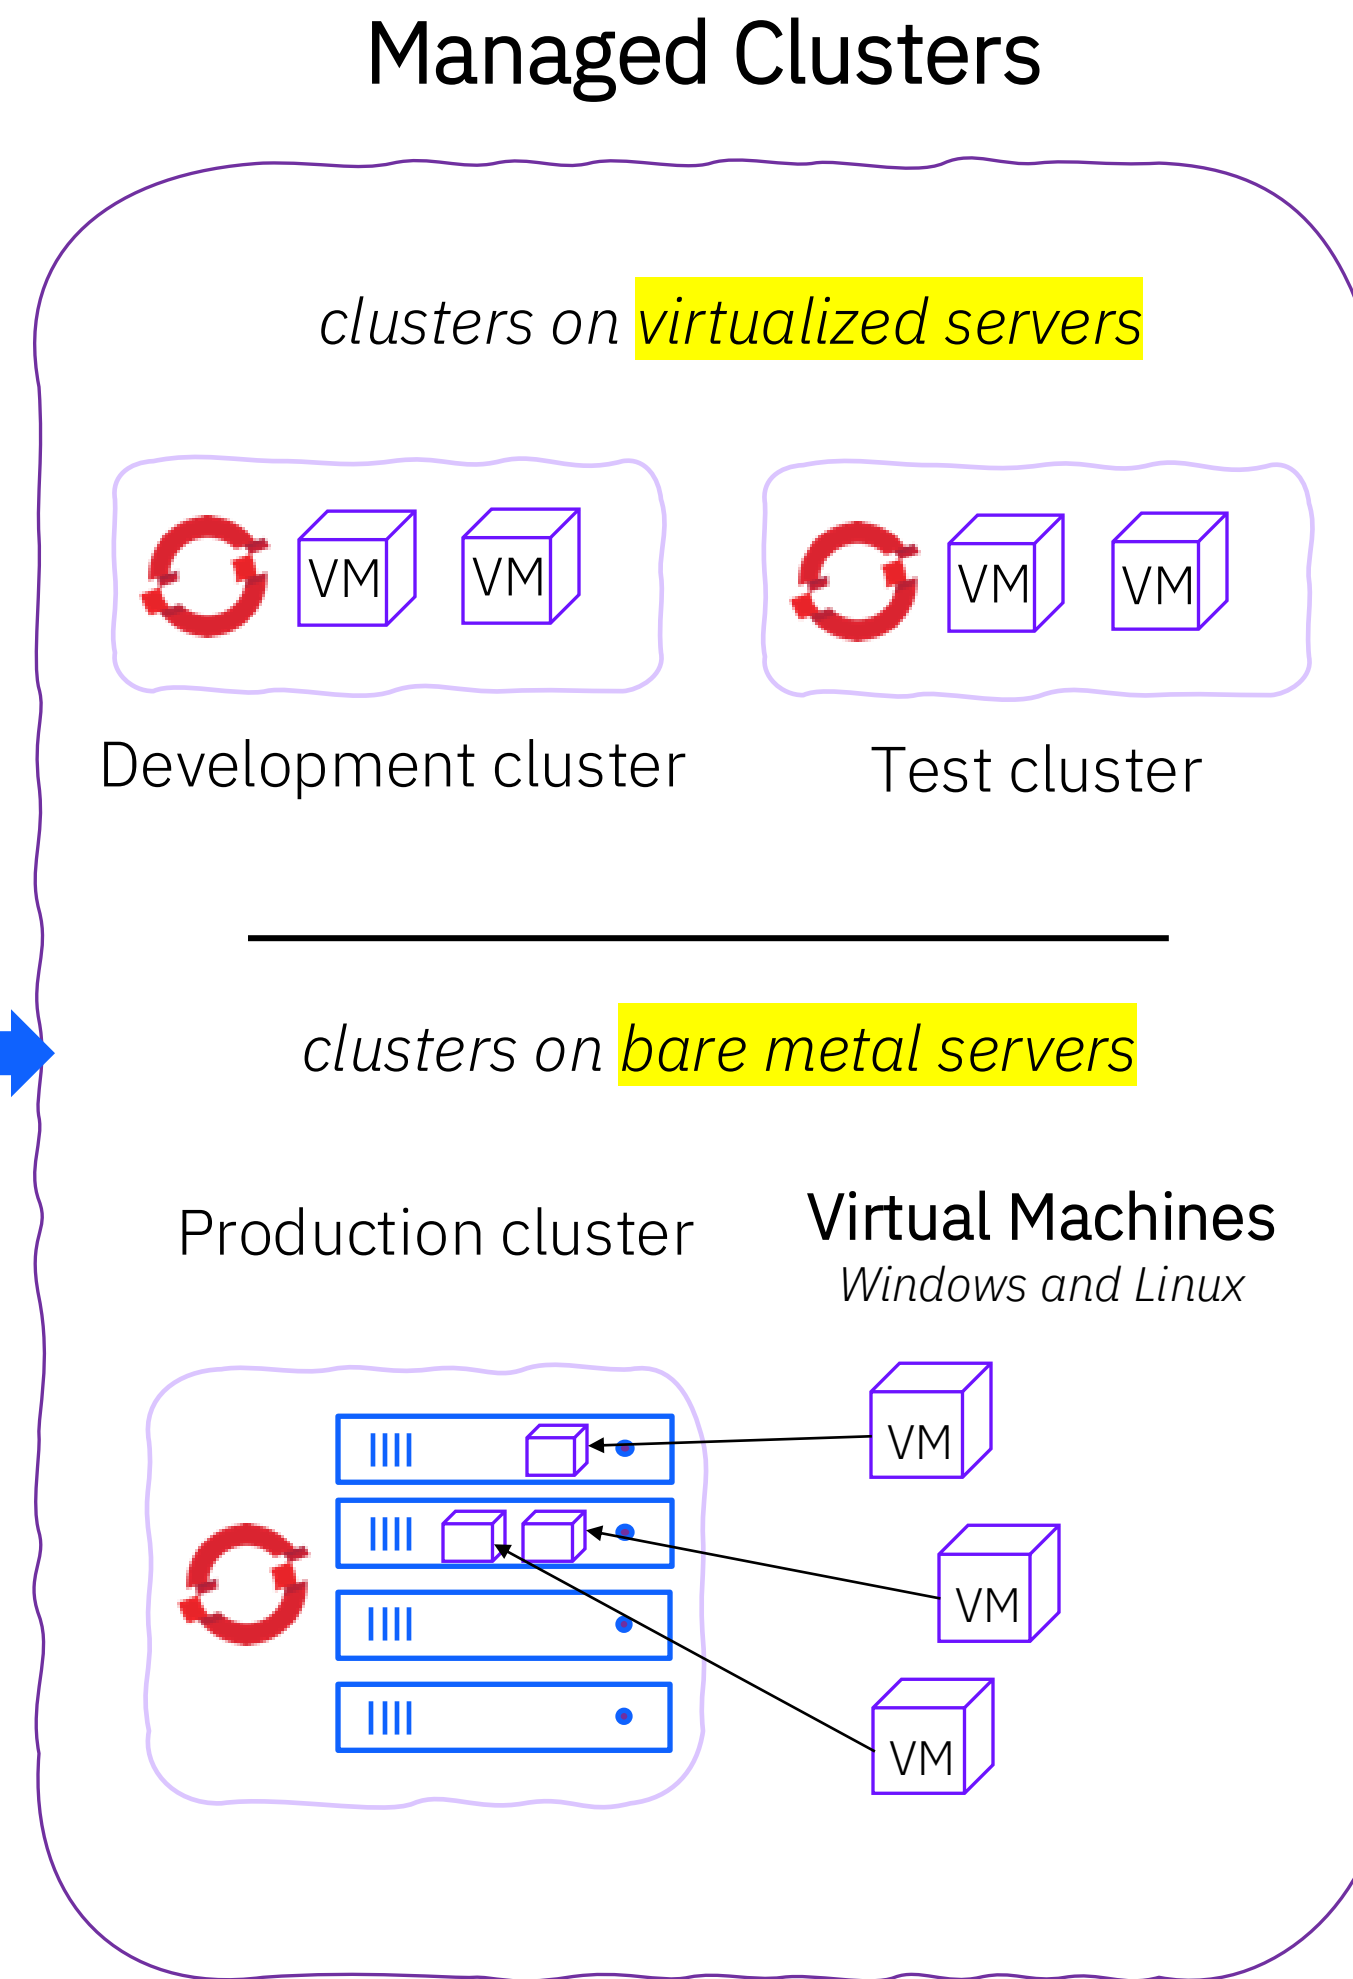 Managed Clusters
clusters on virtualized servers
VM
VM
VM
VM
Development cluster
Test cluster
clusters on bare metal servers
Production cluster
Virtual Machines
Windows and Linux
VM
VM
VM